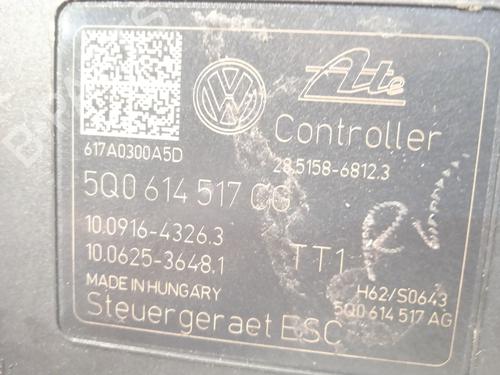 Ate
Controller
617A0300A5D
28.5158-6812.3
5Q0 614 517 CG
10.0916-4326.3
10.0625-3648.1
TT1
MADE IN HUNGARY
H62/S0643
Steuergeraet ESC
5Q0 614 517 AG